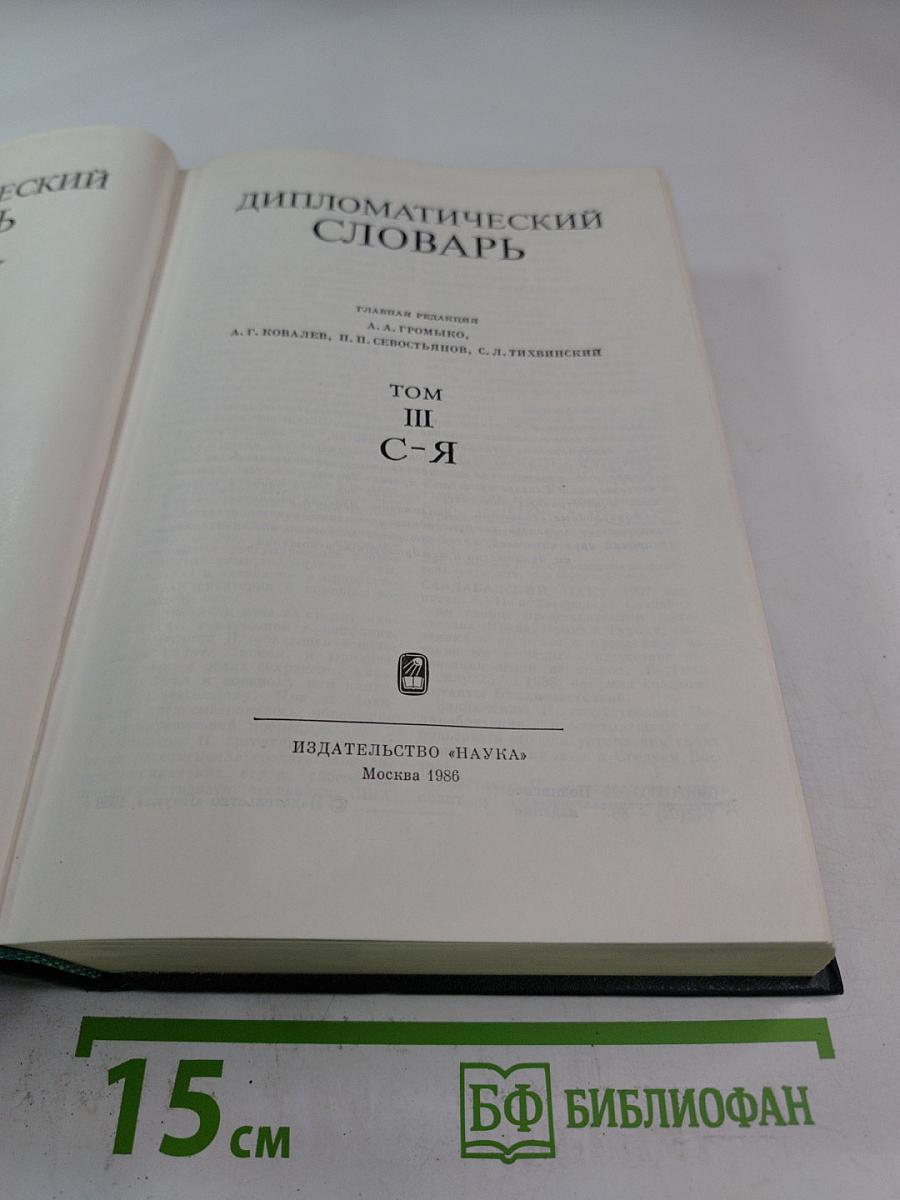 ЕСКИЙ
Ь
ДИПЛОМАТИЧЕСКИЙ
СЛОВАРЬ
ГЛАВНАЯ РЕДАКЦИЯ
А. А. ГРОМЫКО,
А. Г. КОВАЛЕВ, П. П. СЕВОСТЬЯНОВ, С. Л. ТИХВИНСКИЙ
ТОМ
III
С-Я
ИЗДАТЕЛЬСТВО «НАУКА»
Москва 1986
15 см
БФ БИБЛИОФАН